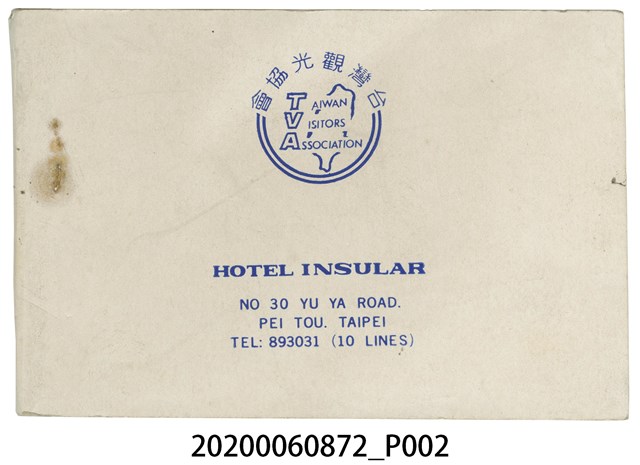 台灣觀光協會
TAIWAN
VISITORS
ASSOCIATION
HOTEL INSULAR
NO 30 YU YA ROAD.
PEI TOU. TAIPEI
TEL: 893031 (10 LINES)
20200060872_P002